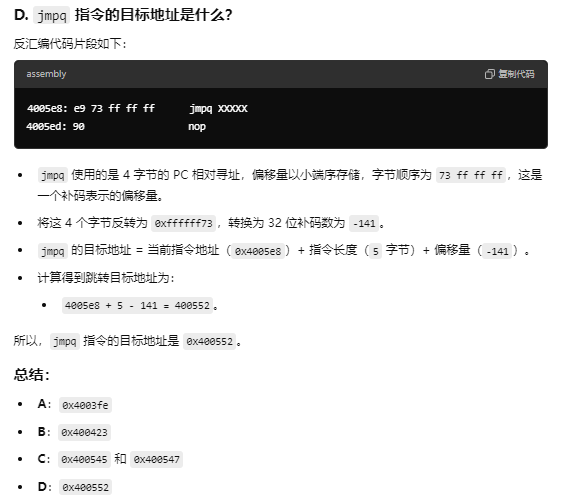 D. jmpq 指令的目标地址是什么？
反汇编代码片段如下：
assembly 复制代码
4005e8: e9 73 ff ff ff jmpq XXXXX
4005ed: 90 nop
• jmpq 使用的是 4 字节的 PC 相对寻址，偏移量以小端序存储，字节顺序为 73 ff ff ff，这是
一个补码表示的偏移量。
• 将这 4 个字节反转为 0xffffff73，转换为 32 位补码数为 -141。
• jmpq 的目标地址 = 当前指令地址（0x4005e8）+ 指令长度（5 字节）+ 偏移量（-141）。
• 计算得到跳转目标地址为：
• 4005e8 + 5 - 141 = 400552。
所以，jmpq 指令的目标地址是 0x400552。
总结：
• A：0x4003fe
• B：0x400423
• C：0x400545 和 0x400547
• D：0x400552